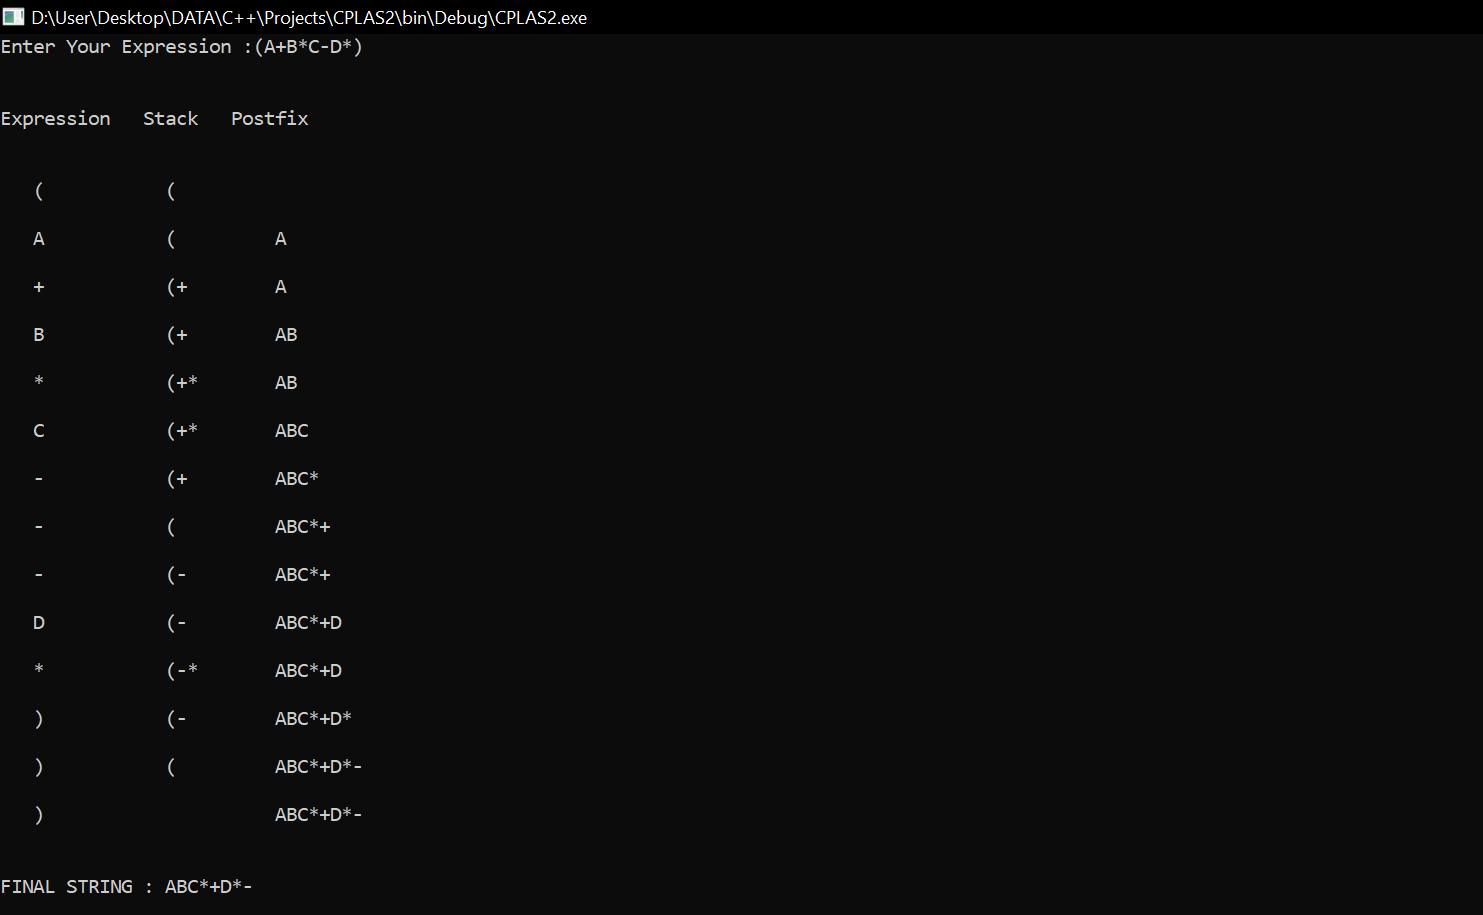 D:\User\Desktop\DATA\C++\Projects\CPLAS2\bin\Debug\CPLAS2.exe
Enter Your Expression :(A+B*C-D*)
Expression   Stack   Postfix
(   (
A   (   A
+   (+   A
B   (+   AB
*   (+*   AB
C   (+*   ABC
-   (+   ABC*
-   (   ABC*+
-   (-   ABC*+
D   (-   ABC*+D
*   (-*   ABC*+D
)   (-   ABC*+D*
)   (   ABC*+D*-
)   ABC*+D*-
FINAL STRING : ABC*+D*-